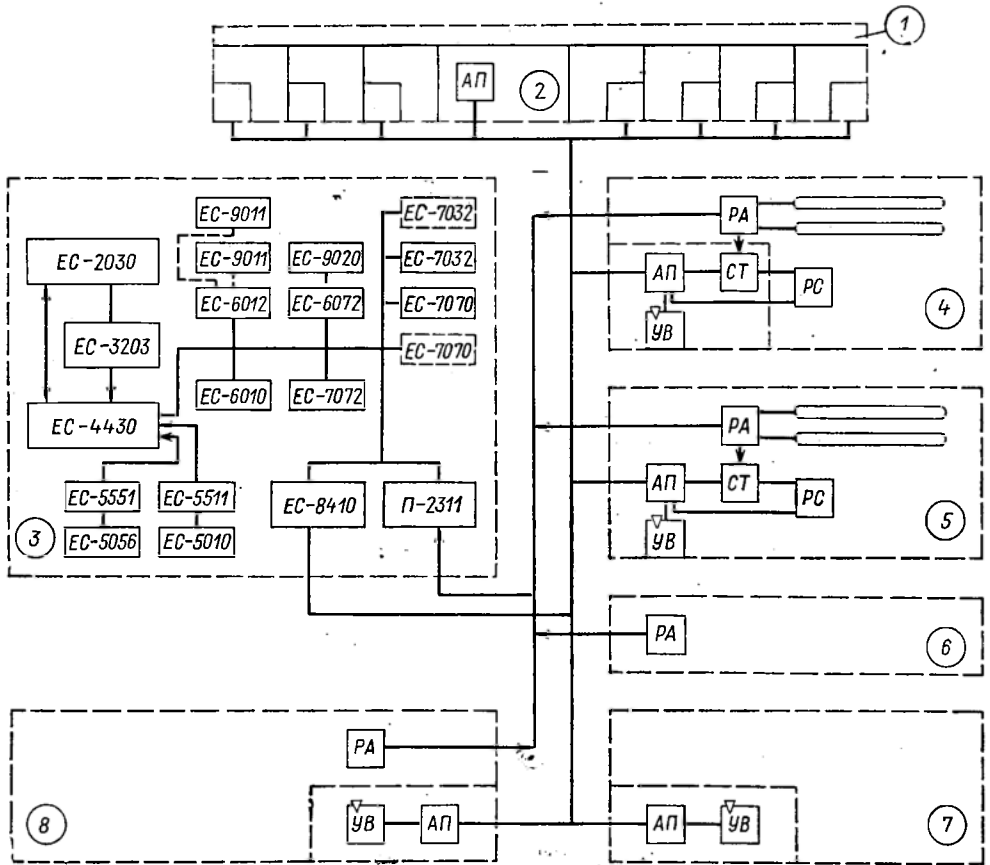 1
АП
2
ЕС-9011
ЕС-7032
ЕС-2030
ЕС-9011
ЕС-9020
ЕС-7032
ЕС-6012
ЕС-6072
ЕС-7070
ЕС-3203
ЕС-7070
ЕС-6010
ЕС-7072
ЕС-4430
ЕС-5551
ЕС-5511
ЕС-8410
П-2311
3
ЕС-5056
ЕС-5010
РА
АП
СТ
РС
УВ
4
РА
АП
СТ
РС
УВ
5
РА
6
РА
8
УВ
АП
АП
УВ
7